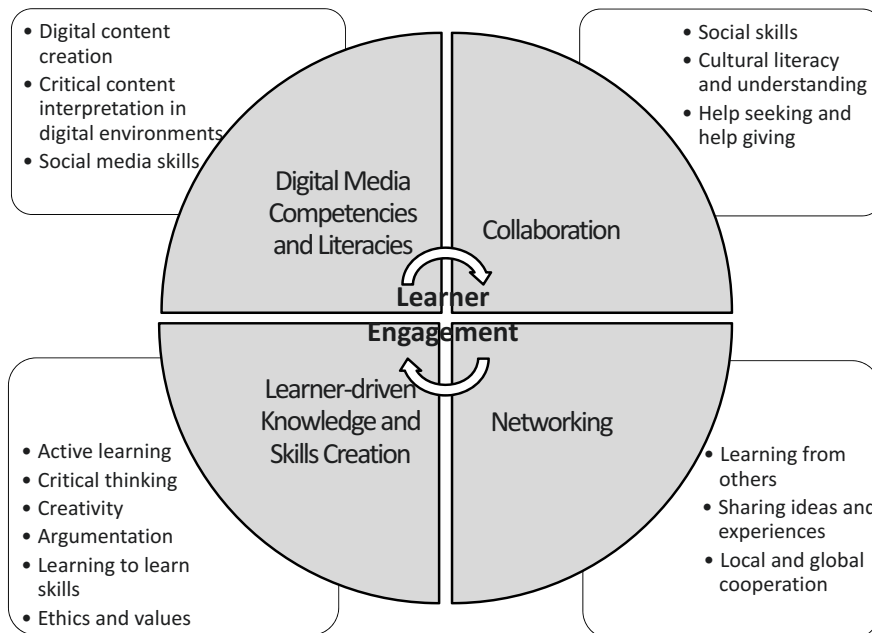 • Digital content
creation
• Critical content
interpretation in
digital environments
• Social media skills
• Social skills
• Cultural literacy
and understanding
• Help seeking and
help giving
Digital Media
Competencies
and Literacies
Collaboration
Learner
Engagement
Learner-driven
Knowledge and
Skills Creation
Networking
• Active learning
• Critical thinking
• Creativity
• Argumentation
• Learning to learn
skills
• Ethics and values
• Learning from
others
• Sharing ideas and
experiences
• Local and global
cooperation